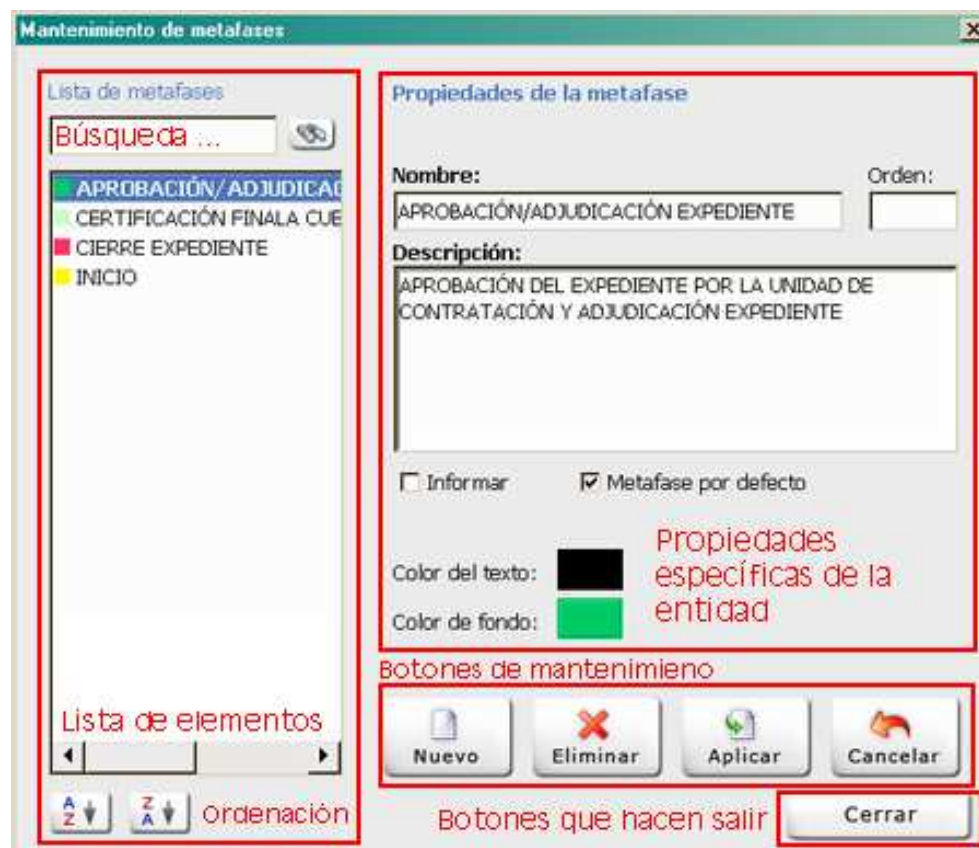 Mantenimiento de metafases
Lista de metafases
Búsqueda ...
APROBACIÓN/ADJUDICAC
CERTIFICACIÓN FINALA CUE
CIERRE EXPEDIENTE
INICIO
Lista de elementos
A
Z
Z
A
Ordenación
Propiedades de la metafase
Nombre:
Orden:
APROBACIÓN/ADJUDICACIÓN EXPEDIENTE
Descripción:
APROBACIÓN DEL EXPEDIENTE POR LA UNIDAD DE
CONTRATACIÓN Y ADJUDICACIÓN EXPEDIENTE
Informar
Metafase por defecto
Color del texto:
Color de fondo:
Propiedades
específicas de la
entidad
Botones de mantenimieno
Nuevo
Eliminar
Aplicar
Cancelar
Botones que hacen salir
Cerrar